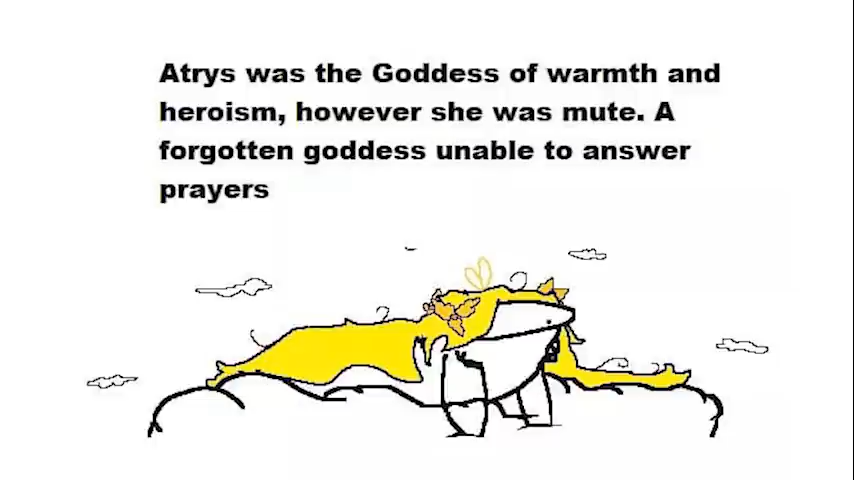 Atrys was the Goddess of warmth and
heroism, however she was mute. A
forgotten goddess unable to answer
prayers